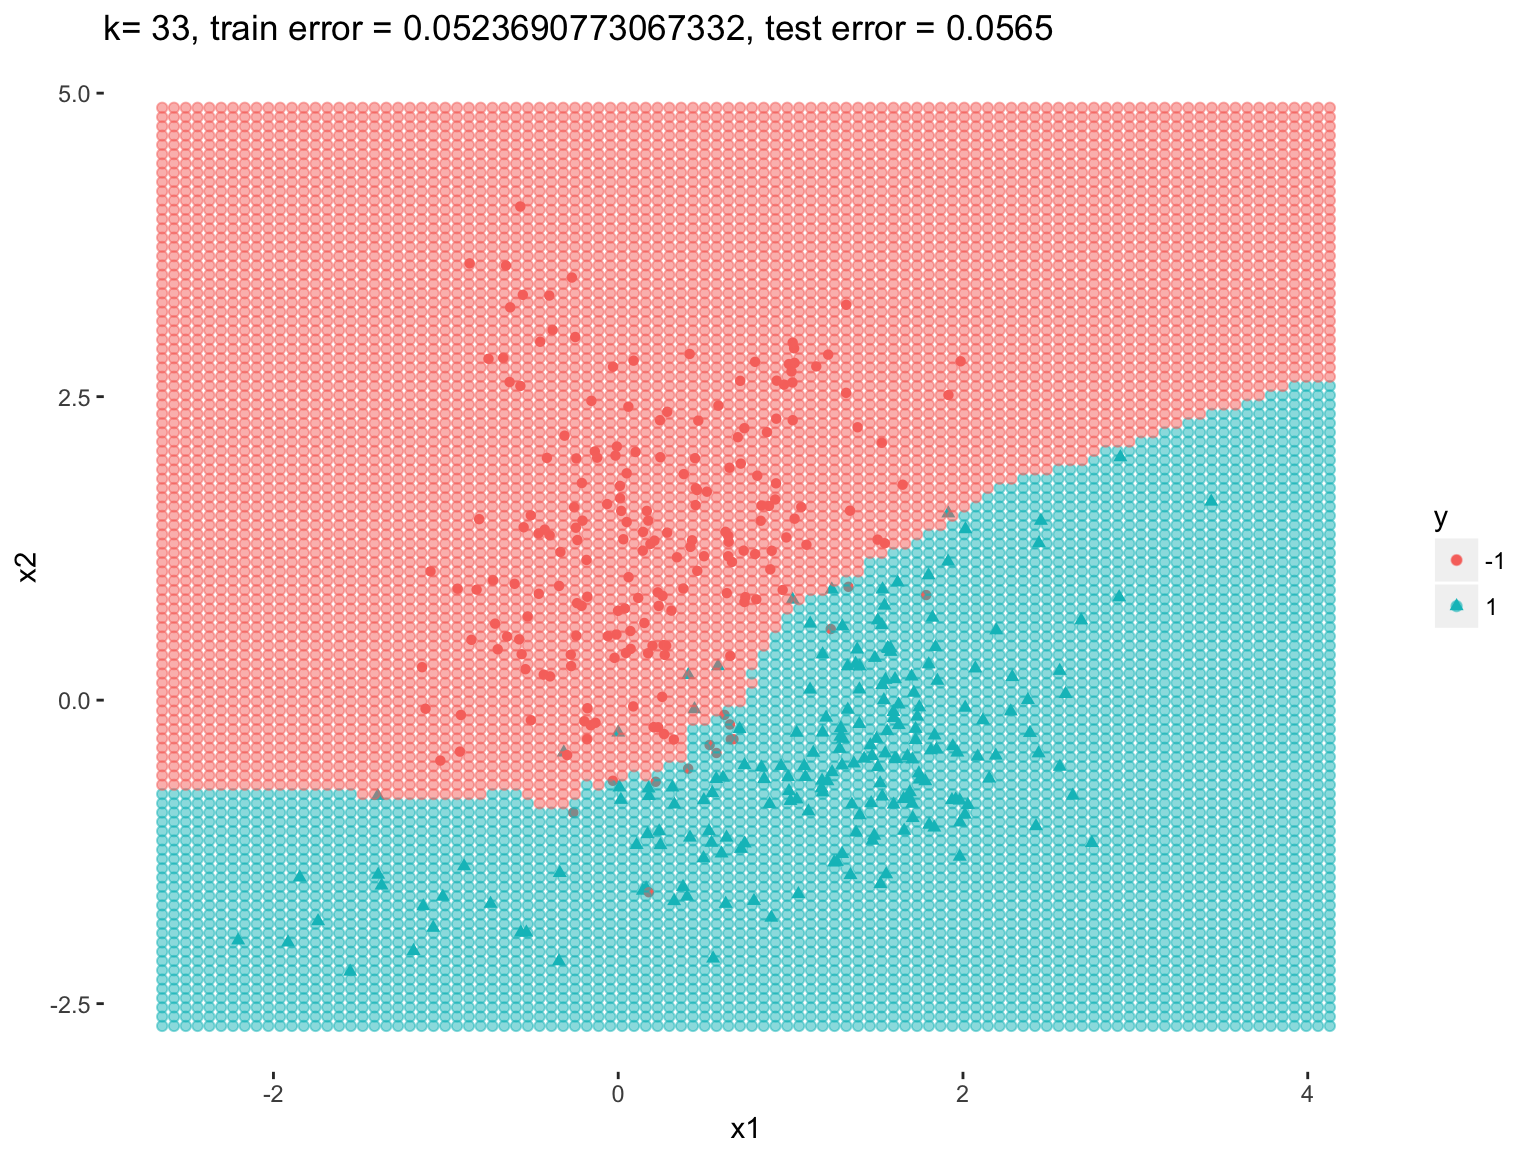 k= 33, train error = 0.0523690773067332, test error = 0.0565
5.0
2.5
0.0
-2.5
x2
-2
0
2
4
x1
y
-1
1